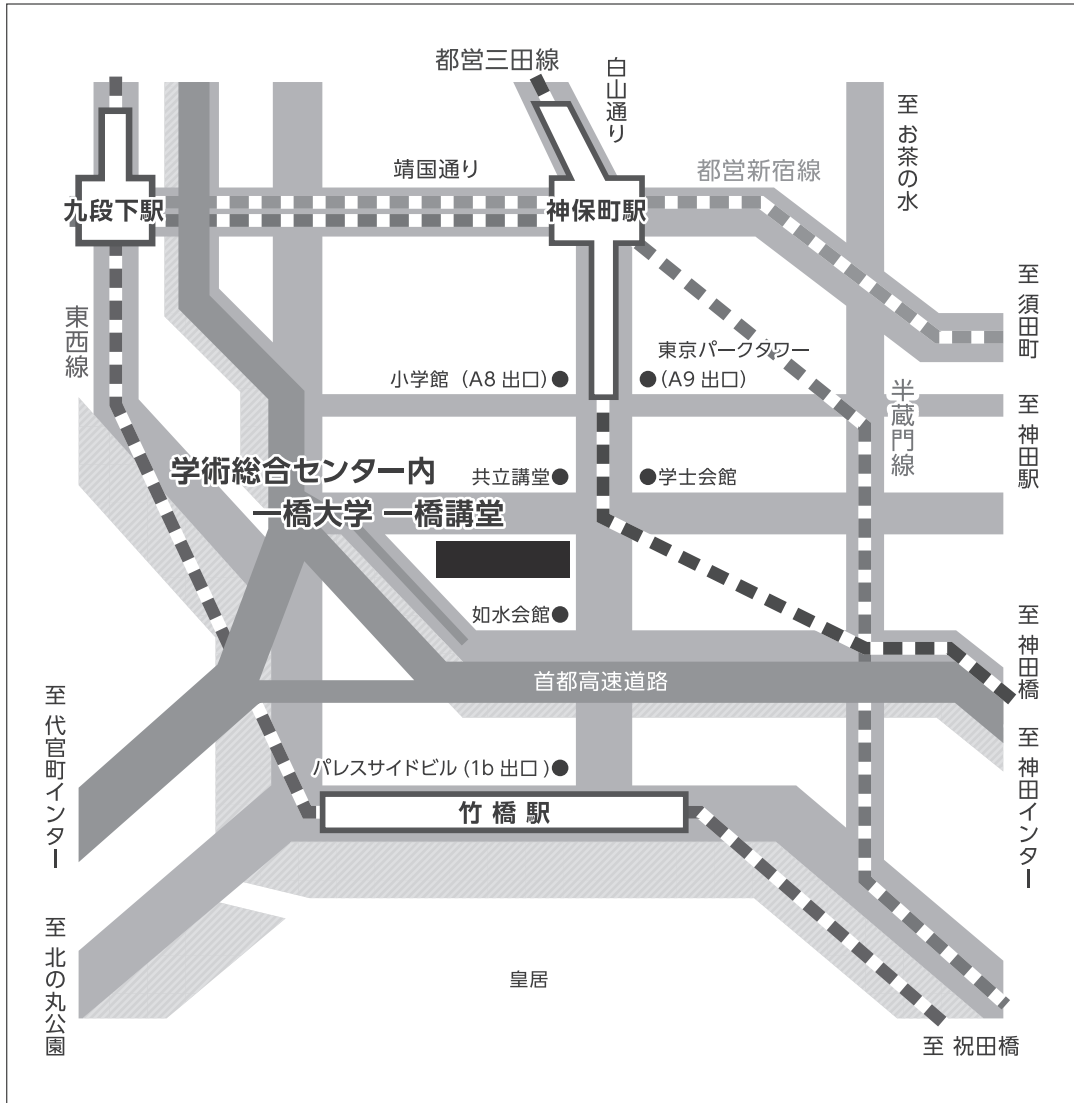 都営三田線
白山通り
至 お茶の水
靖国通り
都営新宿線
九段下駅
神保町駅
至 須田町
東西線
東京パークタワー
小学館 (A8 出口)
(A9 出口)
半蔵門線
至 神田駅
学術総合センター内
一橋大学 一橋講堂
共立講堂
学士会館
如水会館
至 神田橋
首都高速道路
至 代官町インター
至 神田インター
パレスサイドビル (1b 出口 )
竹 橋 駅
至 北の丸公園
皇居
至 祝田橋